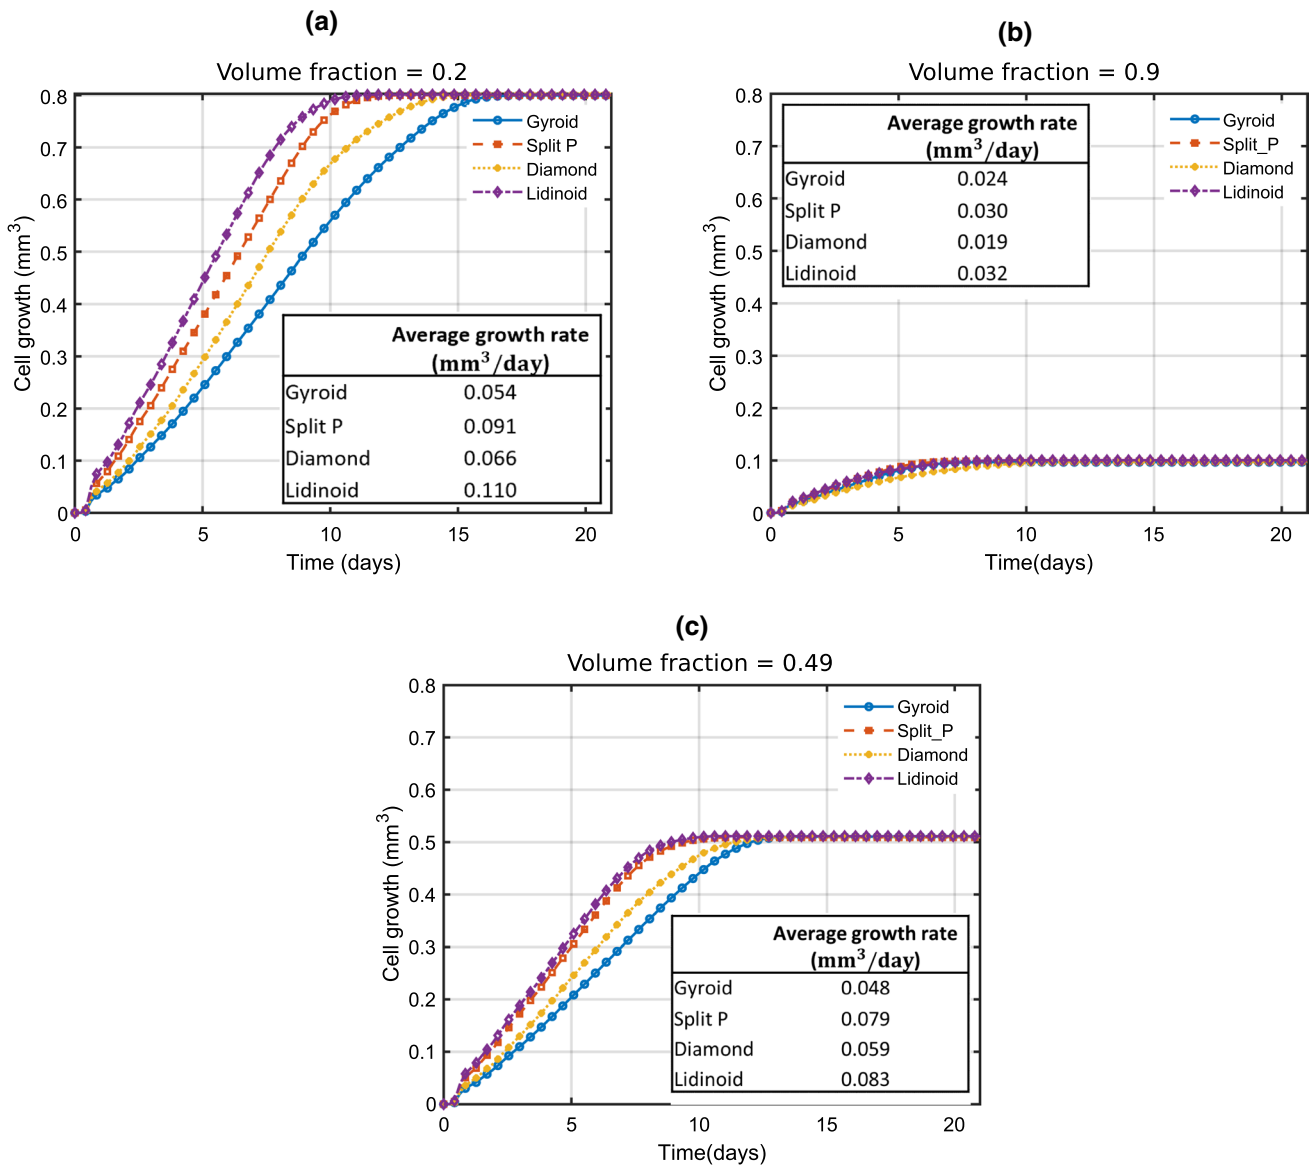 (a)
Volume fraction = 0.2
Cell growth (mm³)
0.8
0.7
0.6
0.5
0.4
0.3
0.2
0.1
0
0 5 10 15 20
Time (days)
Gyroid
Split P
Diamond
Lidinoid
Average growth rate
(mm³/day)
Gyroid 0.054
Split P 0.091
Diamond 0.066
Lidinoid 0.110
(b)
Volume fraction = 0.9
Cell growth (mm³)
0.8
0.7
0.6
0.5
0.4
0.3
0.2
0.1
0
0 5 10 15 20
Time(days)
Average growth rate
(mm³/day)
Gyroid 0.024
Split P 0.030
Diamond 0.019
Lidinoid 0.032
Gyroid
Split_P
Diamond
Lidinoid
(c)
Volume fraction = 0.49
Cell growth (mm³)
0.8
0.7
0.6
0.5
0.4
0.3
0.2
0.1
0
0 5 10 15 20
Time(days)
Gyroid
Split_P
Diamond
Lidinoid
Average growth rate
(mm³/day)
Gyroid 0.048
Split P 0.079
Diamond 0.059
Lidinoid 0.083